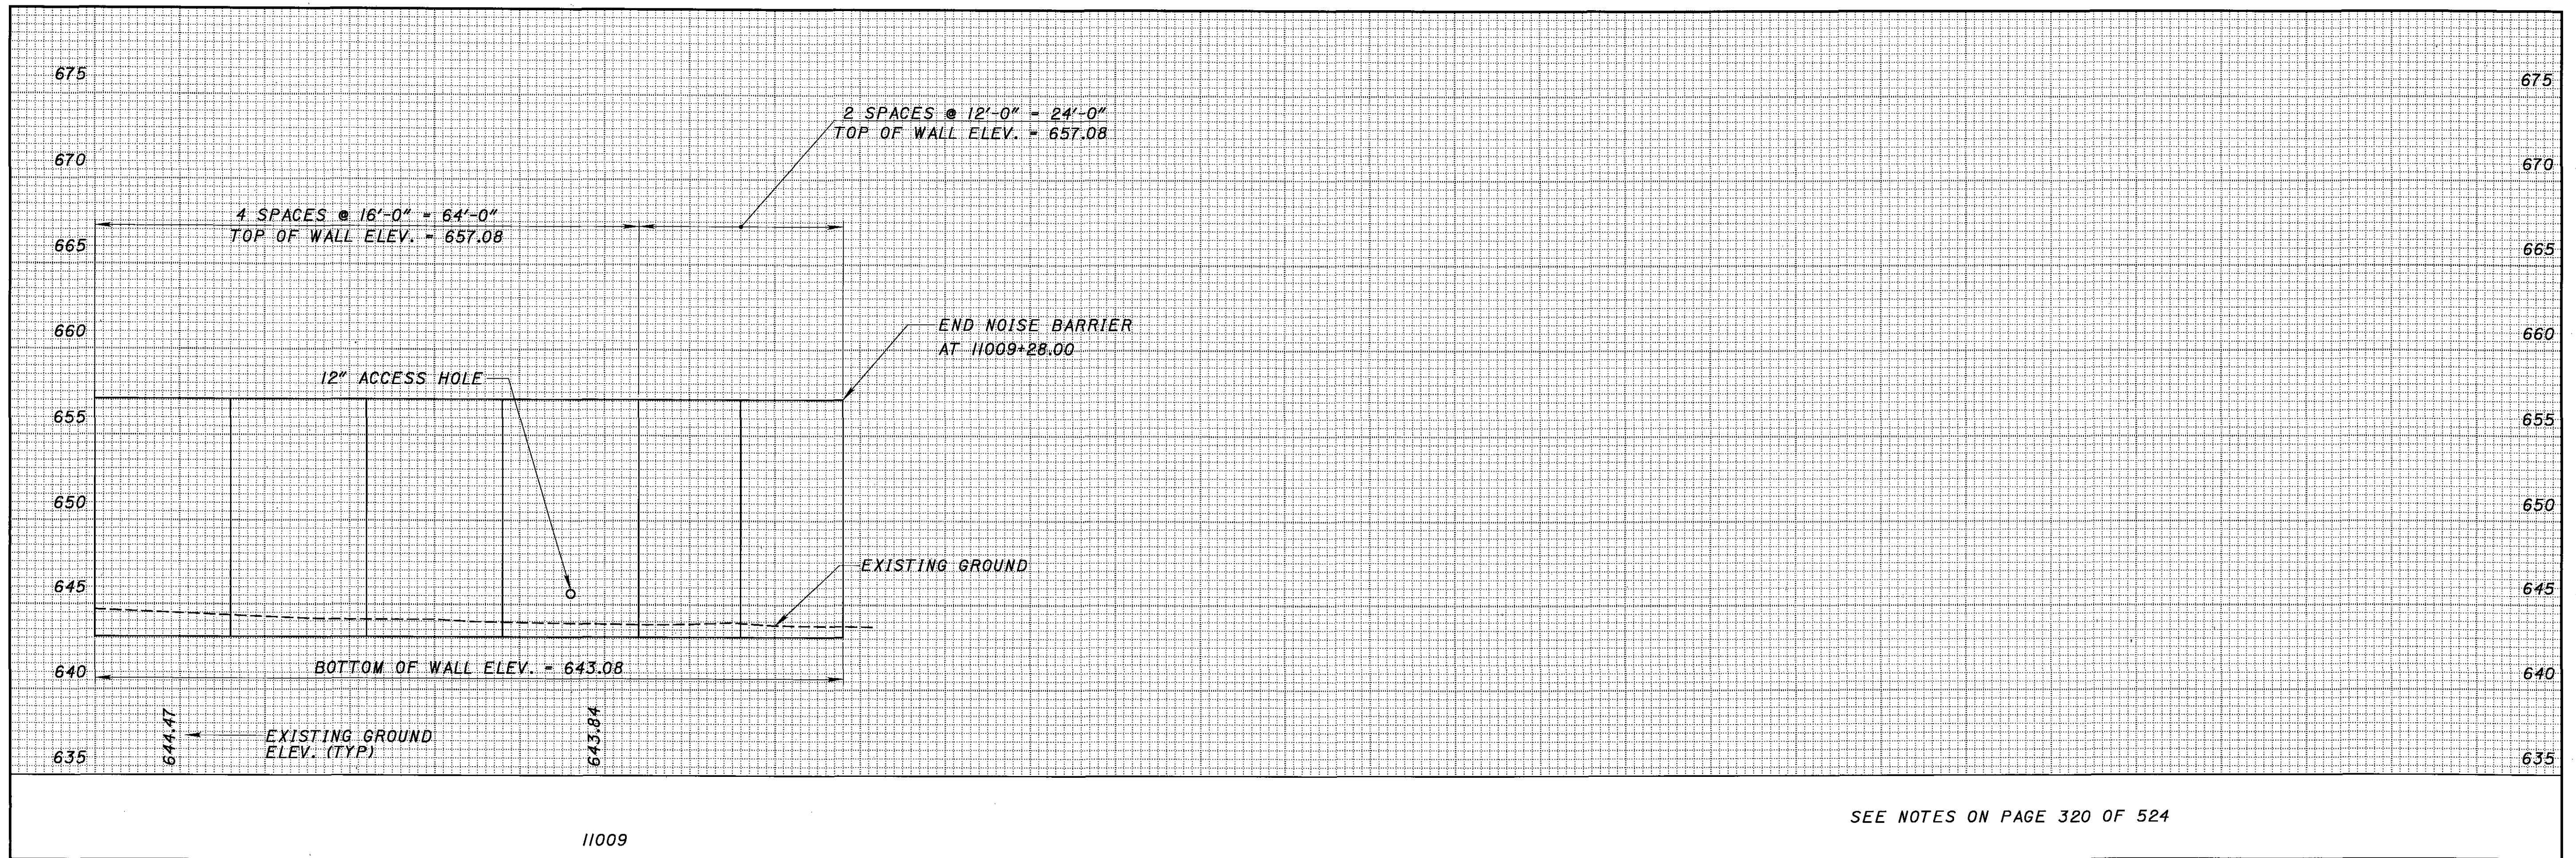 675
675
2 SPACES @ 12'-0" = 24'-0"
TOP OF WALL ELEV. = 657.08
670
670
4 SPACES @ 16'-0" = 64'-0"
TOP OF WALL ELEV. = 657.08
665
665
END NOISE BARRIER
AT 11009+28.00
660
660
12" ACCESS HOLE
655
655
650
650
EXISTING GROUND
645
645
BOTTOM OF WALL ELEV. = 643.08
640
640
644.47
643.84
EXISTING GROUND
ELEV. (TYP)
635
635
SEE NOTES ON PAGE 320 OF 524
11009